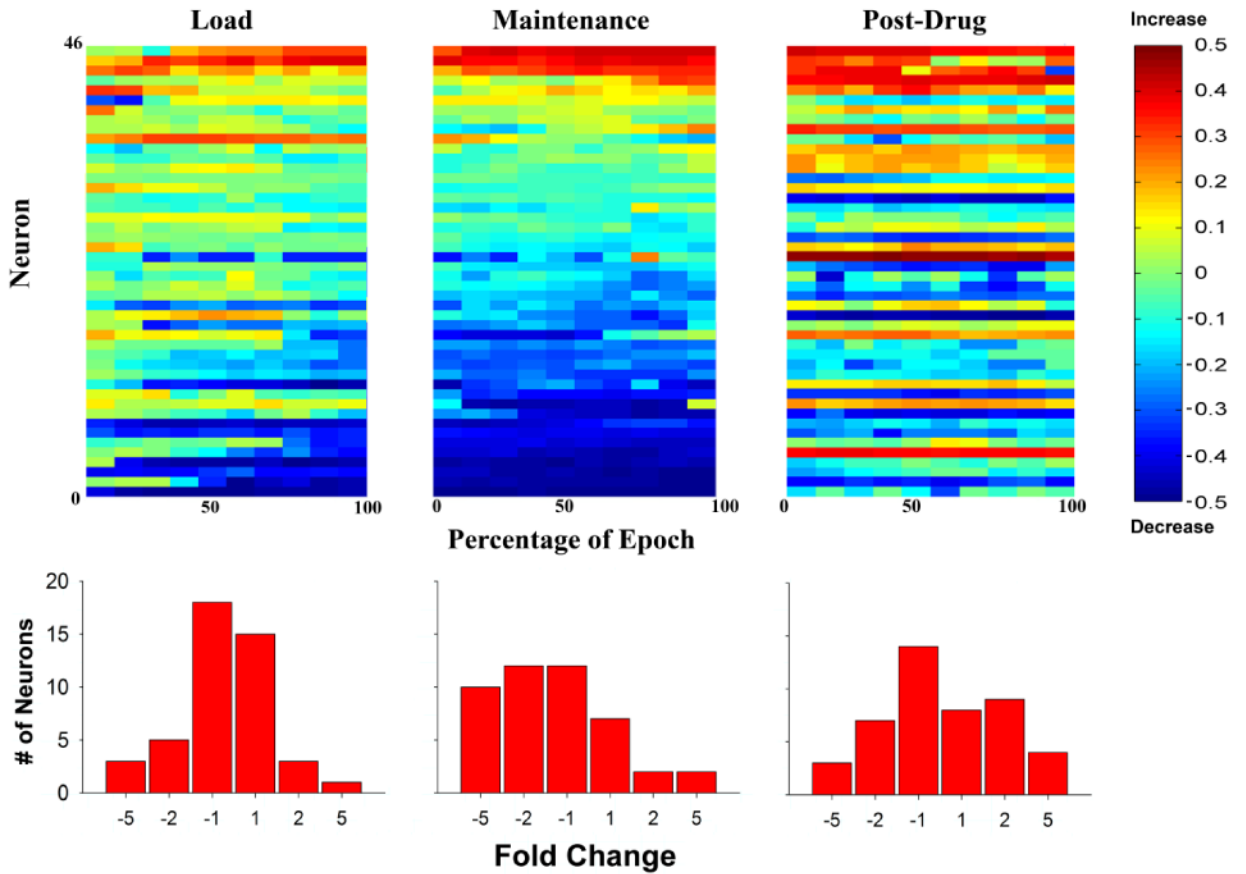 Load Maintenance Post-Drug
Increase
46
0.5
0.4
0.3
0.2
0.1
0
-0.1
-0.2
-0.3
-0.4
-0.5
Decrease
Neuron
0
50 100
0 50 100
0 50 100
Percentage of Epoch
# of Neurons
20
15
10
5
0
-5 -2 -1 1 2 5
-5 -2 -1 1 2 5
-5 -2 -1 1 2 5
Fold Change